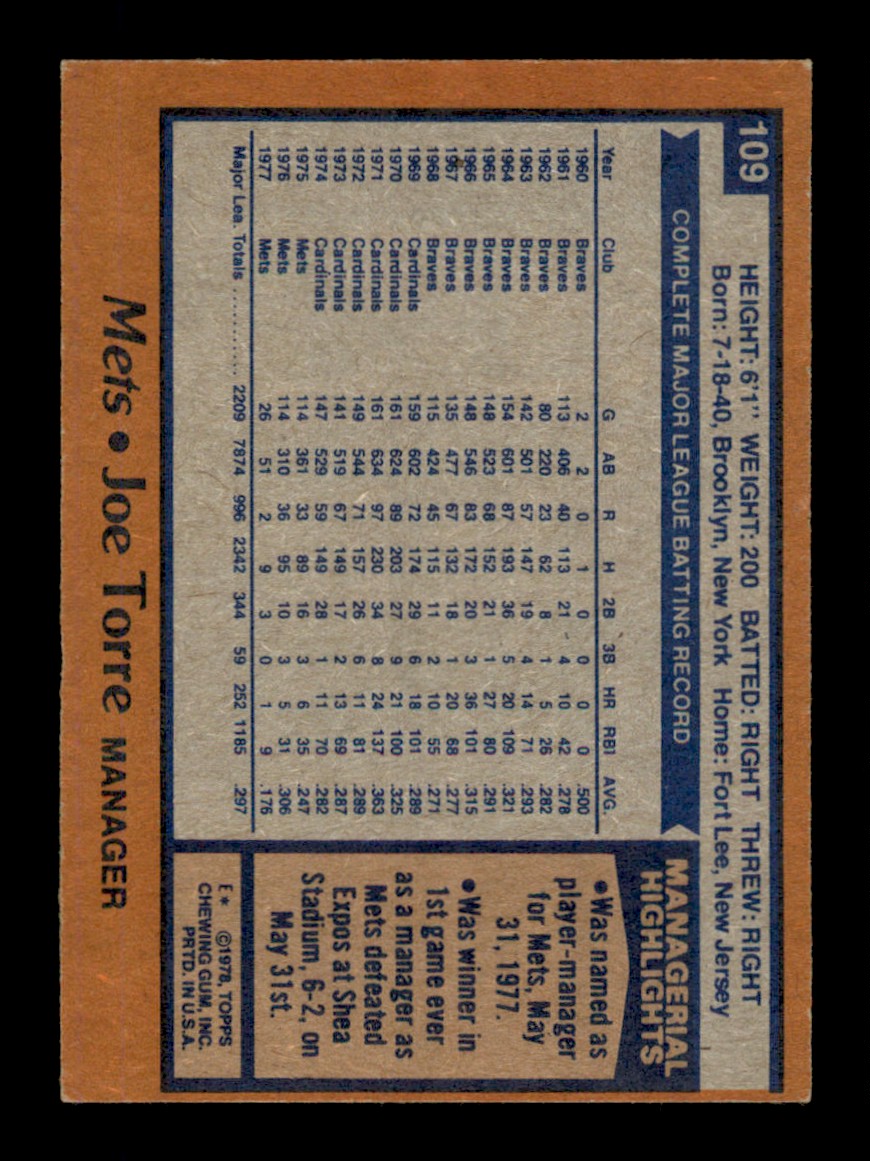 109
HEIGHT: 6'1" WEIGHT: 200 BATTED: RIGHT THREW: RIGHT
Born: 7-18-40, Brooklyn, New York Home: Fort Lee, New Jersey
COMPLETE MAJOR LEAGUE BATTING RECORD
Year Club G AB R H 2B 3B HR RBI AVG.
1960 Braves 2 2 0 1 0 0 0 0 .500
1961 Braves 113 406 40 113 21 4 10 42 .278
1962 Braves 80 220 23 62 8 1 5 26 .282
1963 Braves 142 501 57 147 19 4 14 71 .293
1964 Braves 154 601 87 193 36 5 20 109 .321
1965 Braves 148 523 68 152 21 1 27 80 .291
1966 Braves 148 546 83 172 20 3 36 101 .315
1967 Braves 135 477 67 132 18 1 20 68 .277
1968 Braves 115 424 45 115 11 2 10 55 .271
1969 Cardinals 159 602 72 174 29 6 18 101 .289
1970 Cardinals 161 624 89 203 27 9 21 100 .325
1971 Cardinals 161 634 97 230 34 8 24 137 .363
1972 Cardinals 149 544 71 157 26 6 11 81 .289
1973 Cardinals 141 519 67 149 17 2 13 69 .287
1974 Cardinals 147 529 59 149 28 1 11 70 .282
1975 Mets 114 361 33 89 16 3 6 35 .247
1976 Mets 114 310 36 95 10 3 5 31 .306
1977 Mets 26 51 2 9 3 0 1 9 .176
Major Lea. Totals .......... 2209 7874 996 2342 344 59 252 1185 .297
MANAGERIAL
HIGHLIGHTS
• Was named as
player-manager
for Mets, May
31, 1977.
• Was winner in
1st game ever
as a manager as
Mets defeated
Expos at Shea
Stadium, 6-2, on
May 31st.
E* ©1978, TOPPS
CHEWING GUM, INC.
PRTD. IN U.S.A.
Mets • Joe Torre MANAGER